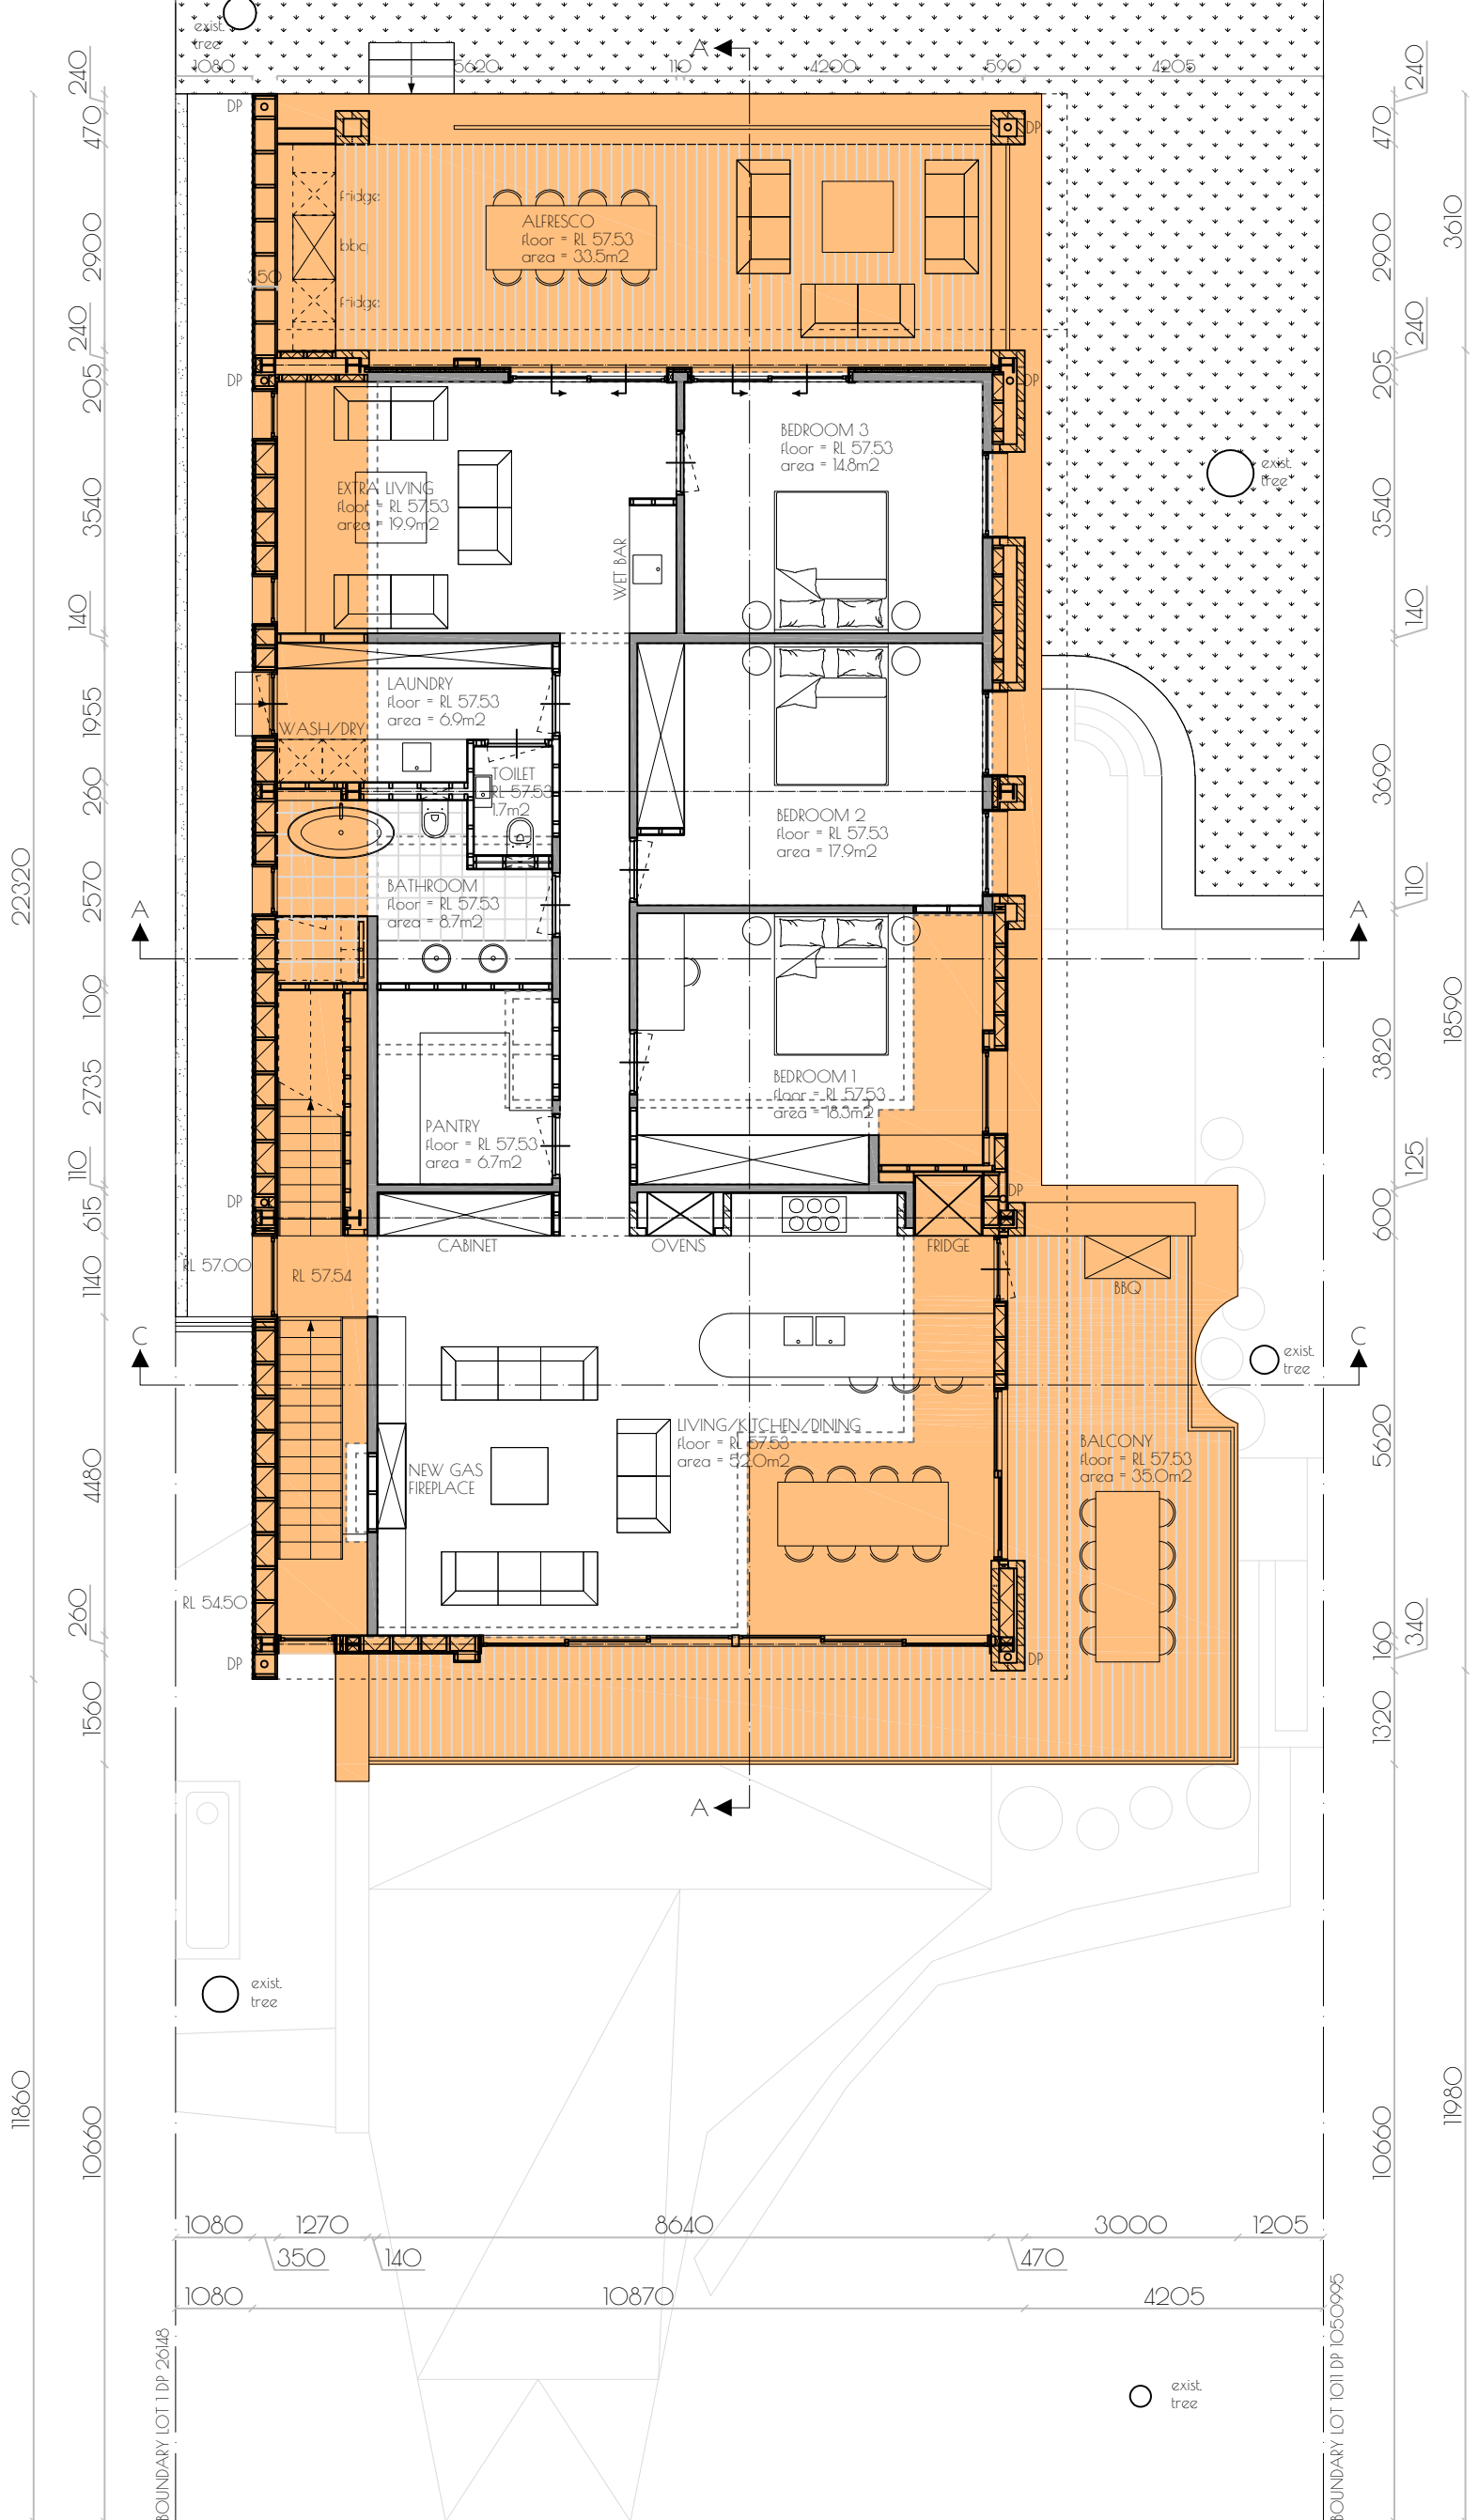 exist.
tree
A
1080
5620
110
4200
590
4205
240
470
2900
240
205
3540
140
1955
260
2570
100
2735
110
615
1140
4480
260
1560
10660
22320
11860
240
470
2900
240
205
3540
140
3690
110
3820
125
600
5620
340
160
1320
10660
3610
18590
11980
DP
DP
fridge
bbq
fridge
350
ALFRESCO
floor = RL 57.53
area = 33.5m2
DP
DP
EXTRA LIVING
floor = RL 57.53
area = 19.9m2
BEDROOM 3
floor = RL 57.53
area = 14.8m2
exist.
tree
WET BAR
LAUNDRY
floor = RL 57.53
area = 6.9m2
WASH/DRY
TOILET
RL 57.53
1.7m2
BEDROOM 2
floor = RL 57.53
area = 17.9m2
BATHROOM
floor = RL 57.53
area = 8.7m2
A
A
BEDROOM 1
floor = RL 57.53
area = 18.3m2
PANTRY
floor = RL 57.53
area = 6.7m2
DP
DP
CABINET
OVENS
FRIDGE
RL 57.00
RL 57.54
BBQ
C
C
exist.
tree
LIVING/KITCHEN/DINING
floor = RL 57.53
area = 52.0m2
BALCONY
floor = RL 57.53
area = 35.0m2
NEW GAS
FIREPLACE
RL 54.50
DP
DP
A
exist.
tree
1080
1270
8640
3000
1205
350
140
470
1080
10870
4205
BOUNDARY LOT 1 DP 26148
BOUNDARY LOT 1011 DP 1050995
exist.
tree